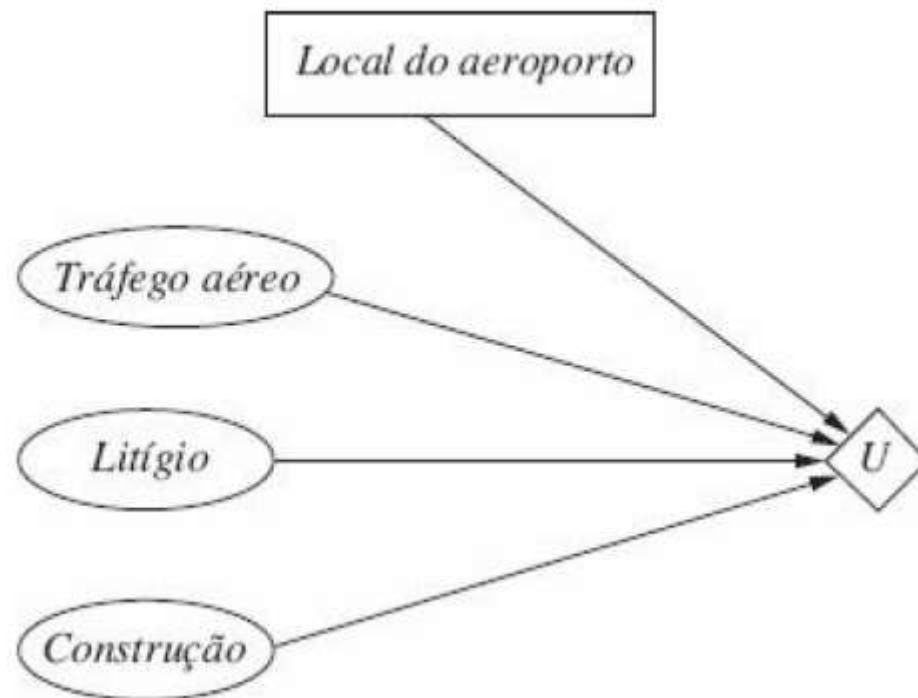 Local do aeroporto
Tráfego aéreo
Litígio
U
Construção